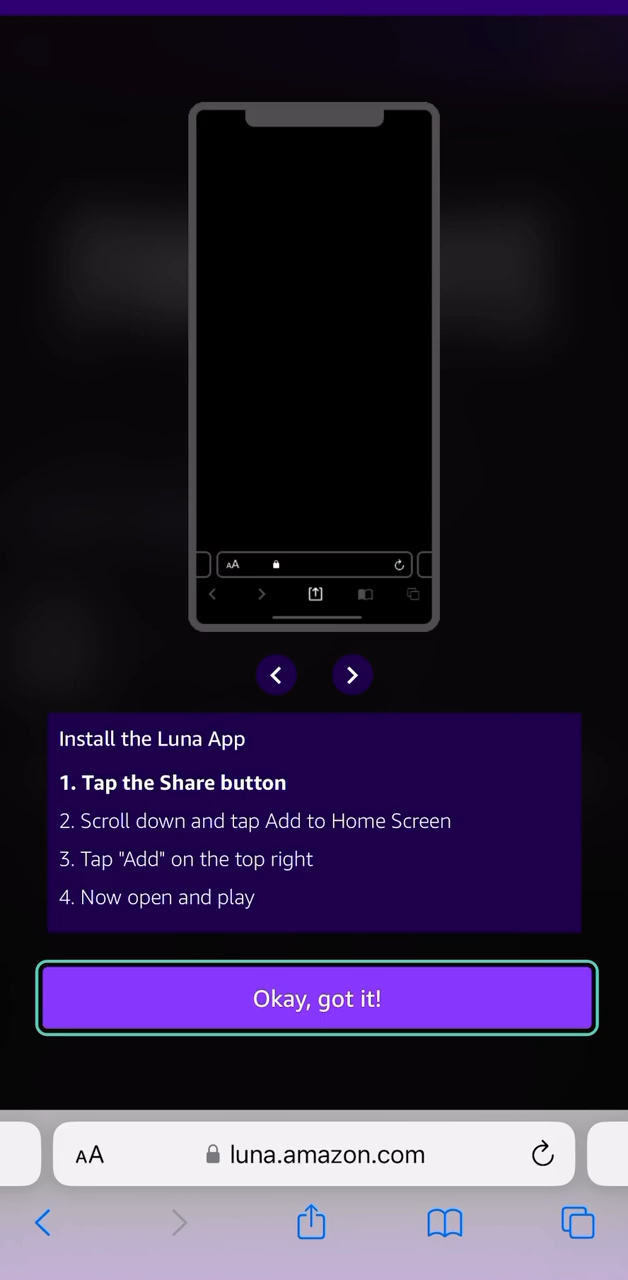 AA
Install the Luna App
1. Tap the Share button
2. Scroll down and tap Add to Home Screen
3. Tap "Add" on the top right
4. Now open and play
Okay, got it!
AA luna.amazon.com